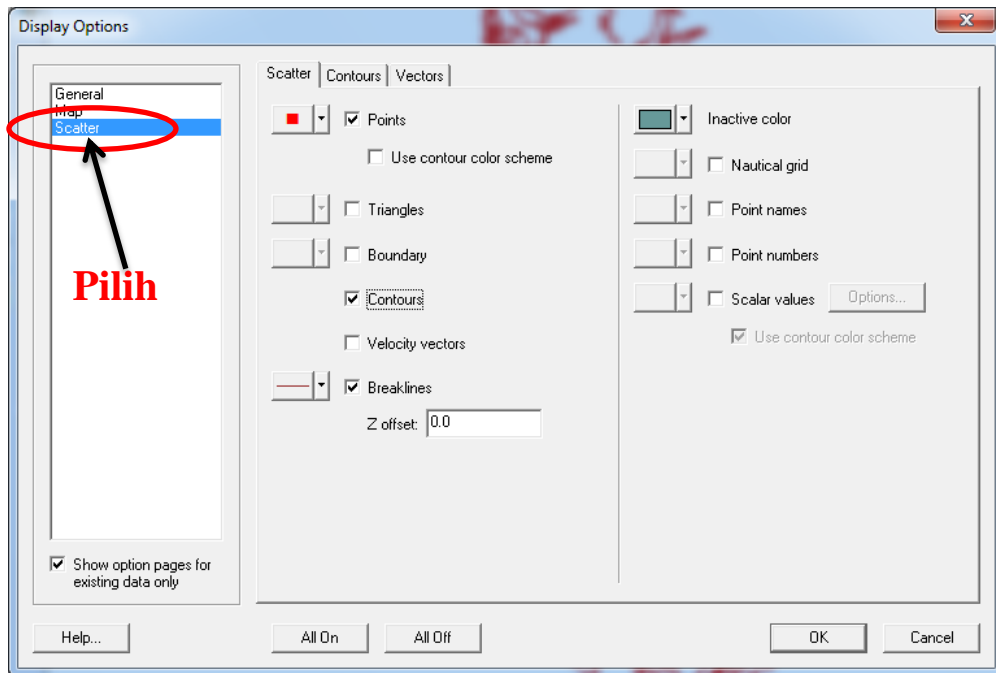 Display Options
General
Map
Scatter
Pilih
Show option pages for
existing data only
Scatter
Contours
Vectors
Points
Use contour color scheme
Triangles
Boundary
Contours
Velocity vectors
Breaklines
Z offset: 0.0
Inactive color
Nautical grid
Point names
Point numbers
Scalar values
Options...
Use contour color scheme
Help...
All On
All Off
OK
Cancel